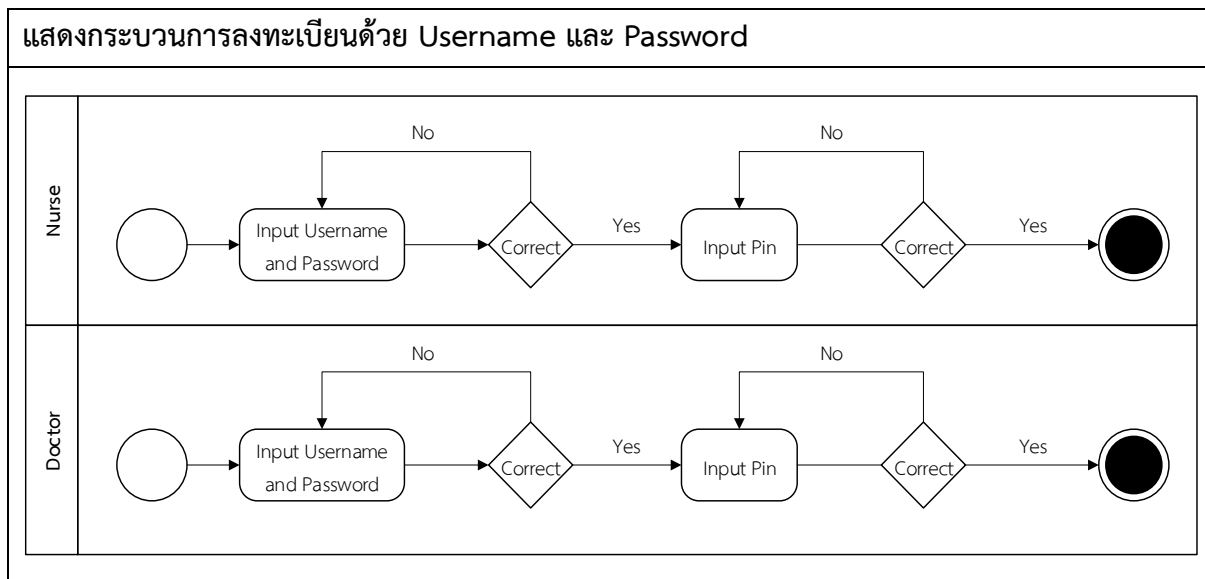 แสดงกระบวนการลงทะเบียนด้วย Username และ Password
Nurse
No
No
Input Username
and Password
Correct
Yes
Input Pin
Correct
Yes
Doctor
No
No
Input Username
and Password
Correct
Yes
Input Pin
Correct
Yes